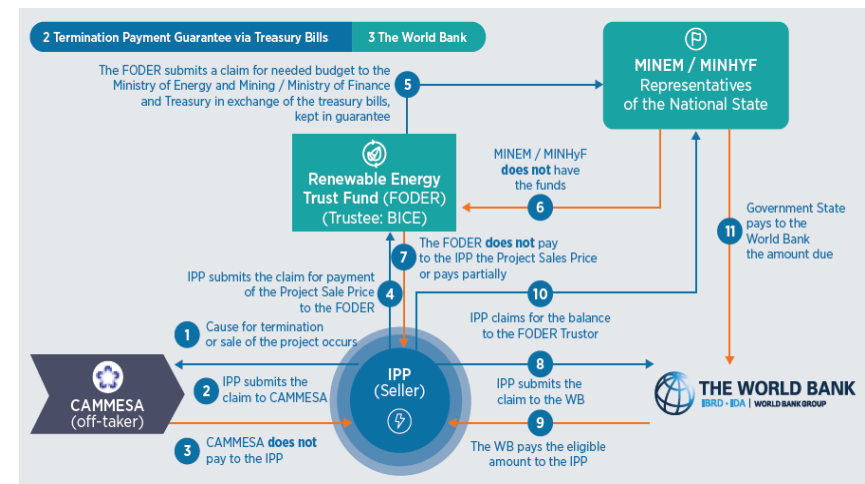 2 Termination Payment Guarantee via Treasury Bills
3 The World Bank
The FODER submits a claim for needed budget to the
Ministry of Energy and Mining / Ministry of Finance
and Treasury in exchange of the treasury bills,
kept in guarantee
5
MINEM / MINHYF
Representatives
of the National State
Renewable Energy
Trust Fund (FODER)
(Trustee: BICE)
MINEM / MINHyF
does not have
the funds
6
11
Government State
pays to the
World Bank
the amount due
7
The FODER does not pay
to the IPP the Project Sales Price
or pays partially
IPP submits the claim for payment
of the Project Sale Price
to the FODER
4
10
IPP claims for the balance
to the FODER Trustor
1
Cause for termination
or sale of the project occurs
CAMMESA
(off-taker)
2
IPP submits the
claim to CAMMESA
3
CAMMESA does not
pay to the IPP
IPP
(Seller)
8
IPP submits the
claim to the WB
9
The WB pays the eligible
amount to the IPP
THE WORLD BANK
IBRD • IDA | WORLD BANK GROUP